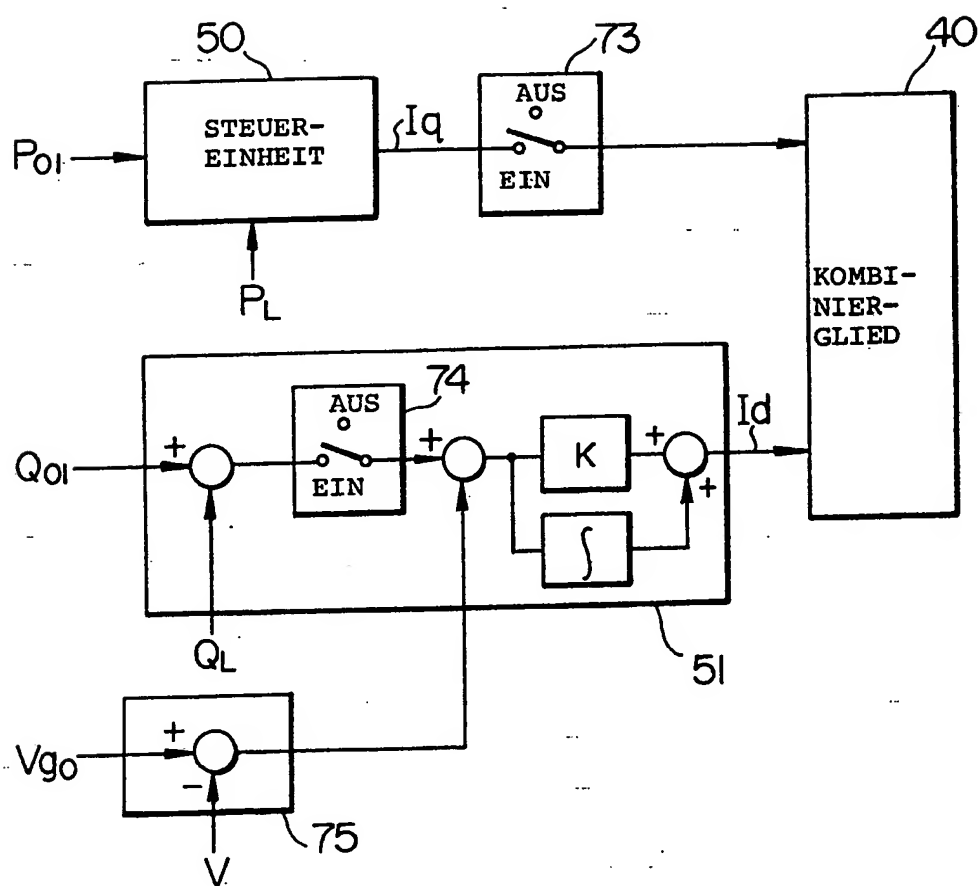 50
73
40
AUS
STEUER-
EINHEIT
Iq
P01
EIN
PL
KOMBI-
NIER-
GLIED
74
AUS
Id
+
+
+
Q01
K
EIN
+
∫
QL
51
+
Vgo
-
75
V